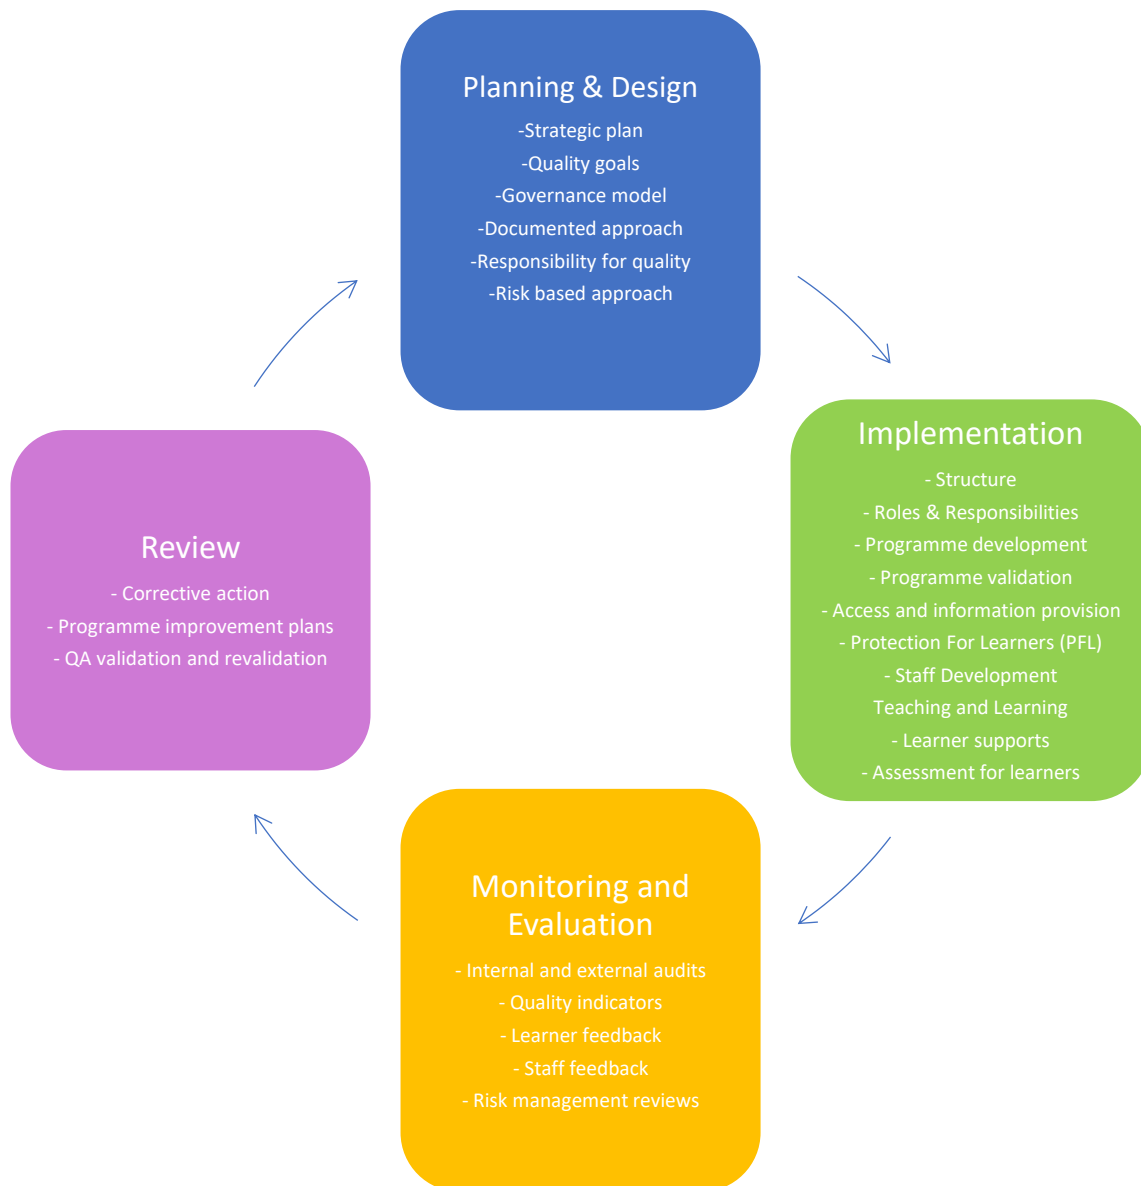 Planning & Design
-Strategic plan
-Quality goals
-Governance model
-Documented approach
-Responsibility for quality
-Risk based approach
Implementation
- Structure
- Roles & Responsibilities
- Programme development
- Programme validation
- Access and information provision
- Protection For Learners (PFL)
- Staff Development
Teaching and Learning
- Learner supports
- Assessment for learners
Monitoring and
Evaluation
- Internal and external audits
- Quality indicators
- Learner feedback
- Staff feedback
- Risk management reviews
Review
- Corrective action
- Programme improvement plans
- QA validation and revalidation